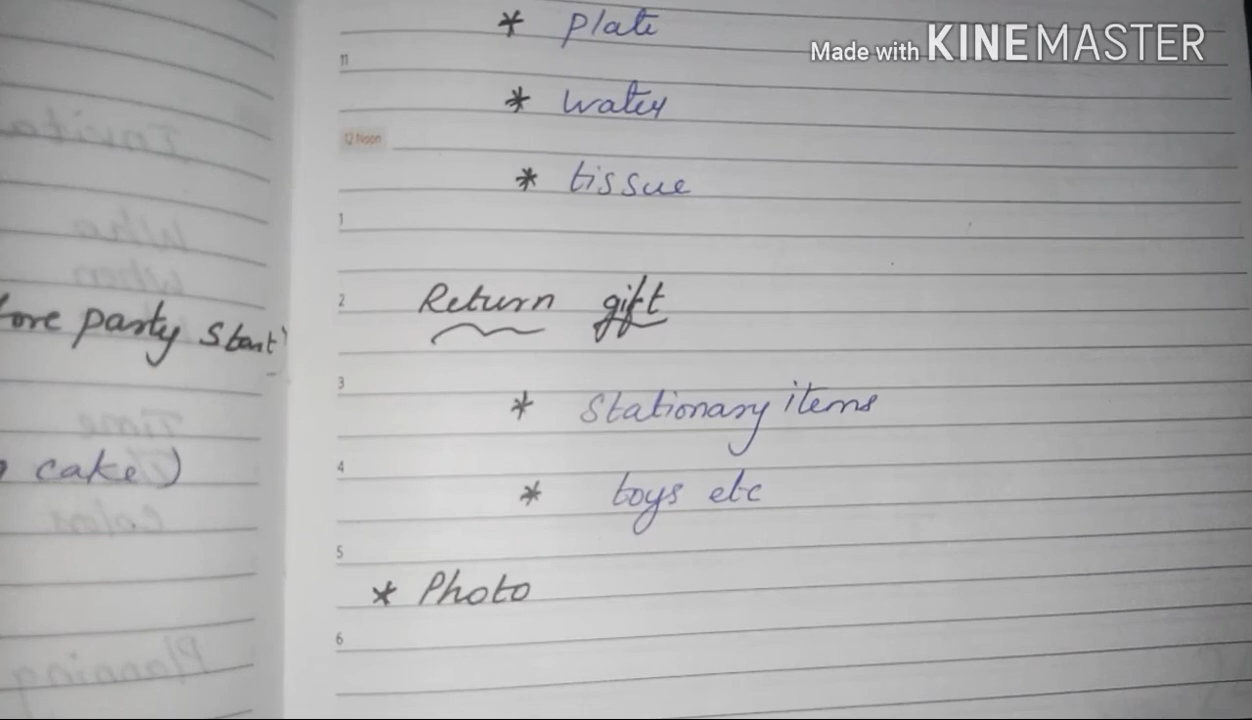 * plate
Made with KINEMASTER
11
* water
12 Noon
* tissue
1
2
Return gift
party start
3
* Stationary items
4
cake)
* toys etc
5
* Photo
6